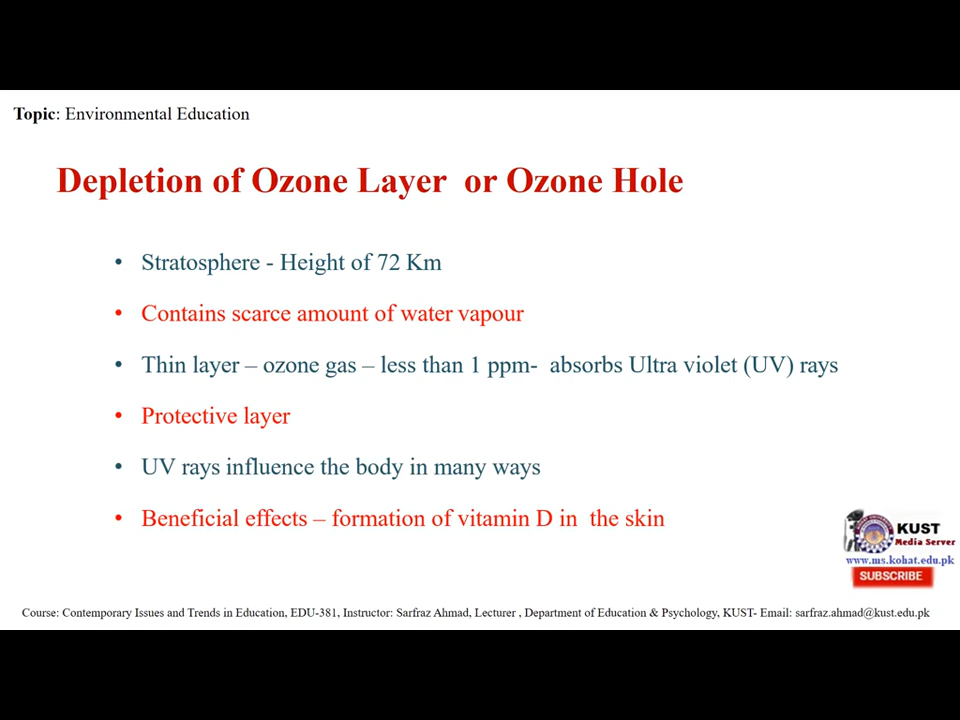 Topic: Environmental Education
Depletion of Ozone Layer or Ozone Hole
• Stratosphere - Height of 72 Km
• Contains scarce amount of water vapour
• Thin layer – ozone gas – less than 1 ppm- absorbs Ultra violet (UV) rays
• Protective layer
• UV rays influence the body in many ways
• Beneficial effects – formation of vitamin D in the skin
KUST
Media Server
www.ms.kohat.edu.pk
SUBSCRIBE
Course: Contemporary Issues and Trends in Education, EDU-381, Instructor: Sarfraz Ahmad, Lecturer , Department of Education & Psychology, KUST- Email: sarfraz.ahmad@kust.edu.pk